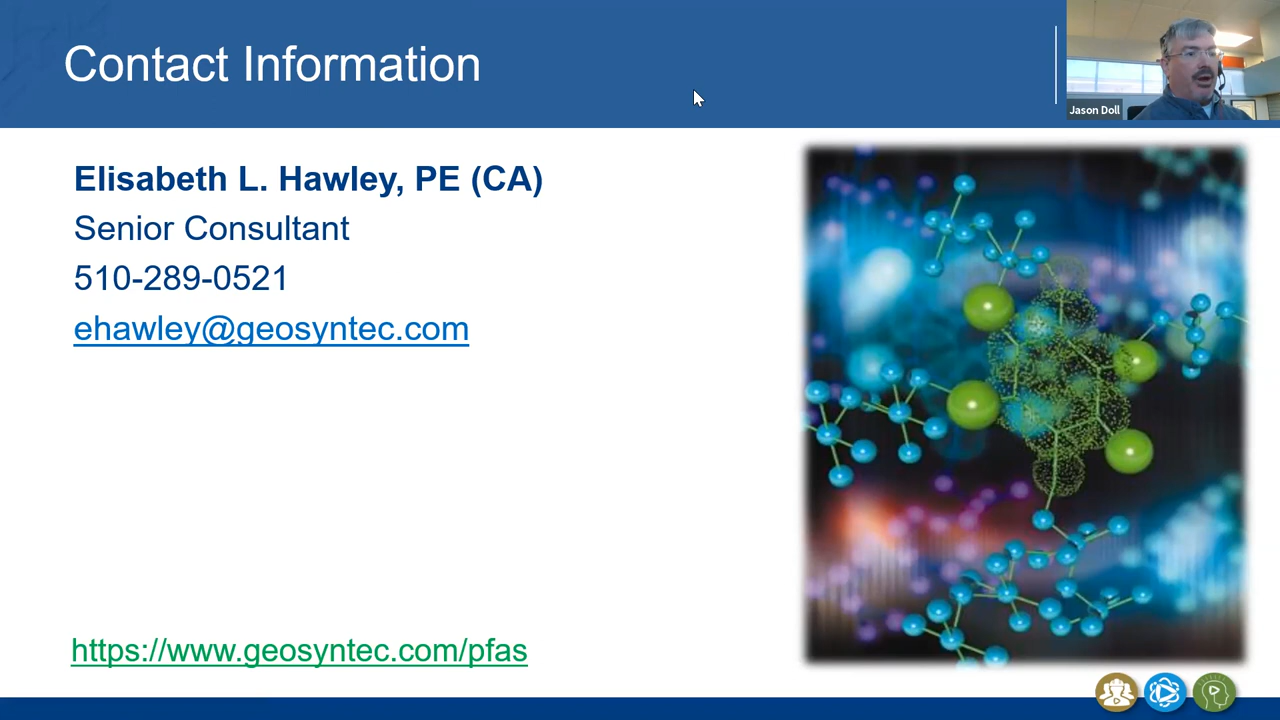 Contact Information
Jason Doll
Elisabeth L. Hawley, PE (CA)
Senior Consultant
510-289-0521
ehawley@geosyntec.com
https://www.geosyntec.com/pfas